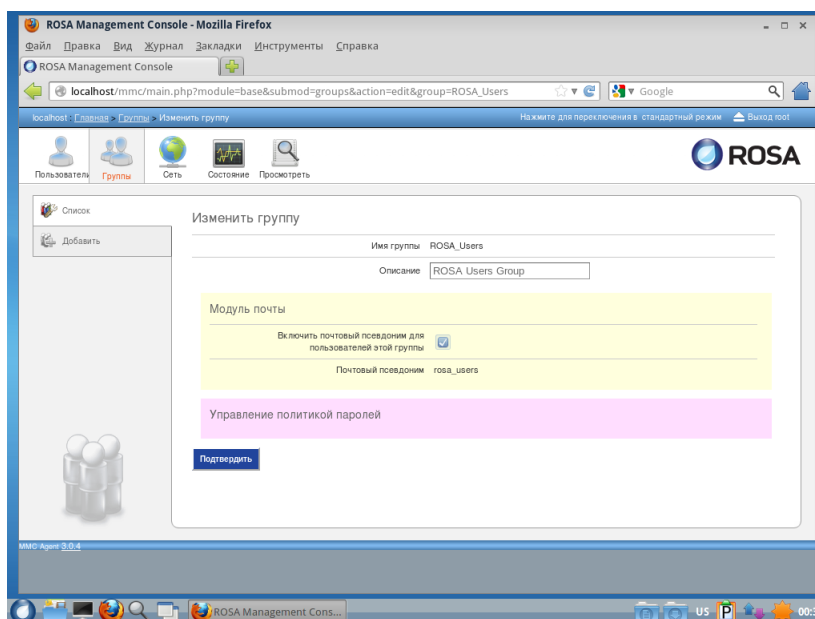 ROSA Management Console - Mozilla Firefox
Файл Правка Вид Журнал Закладки Инструменты Справка
ROSA Management Console
localhost/mmc/main.php?module=base&submod=groups&action=edit&group=ROSA_Users
Google
localhost : Главная > Группы > Изменить группу
Нажмите для переключения в стандартный режим Выход root
Пользователь Группы Сеть Состояние Просмотреть
ROSA
Список
Добавить
Изменить группу
Имя группы ROSA_Users
Описание ROSA Users Group
Модуль почты
Включить почтовый псевдоним для
пользователей этой группы
Почтовый псевдоним rosa_users
Управление политикой паролей
Подтвердить
MMC Agent 3.0.4
ROSA Management Cons...
US
P